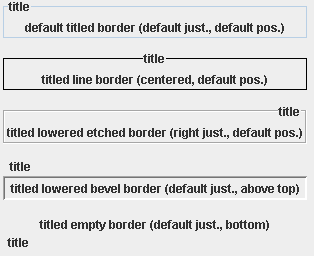 title
default titled border (default just., default pos.)
title
titled line border (centered, default pos.)
title
titled lowered etched border (right just., default pos.)
title
titled lowered bevel border (default just., above top)
titled empty border (default just., bottom)
title